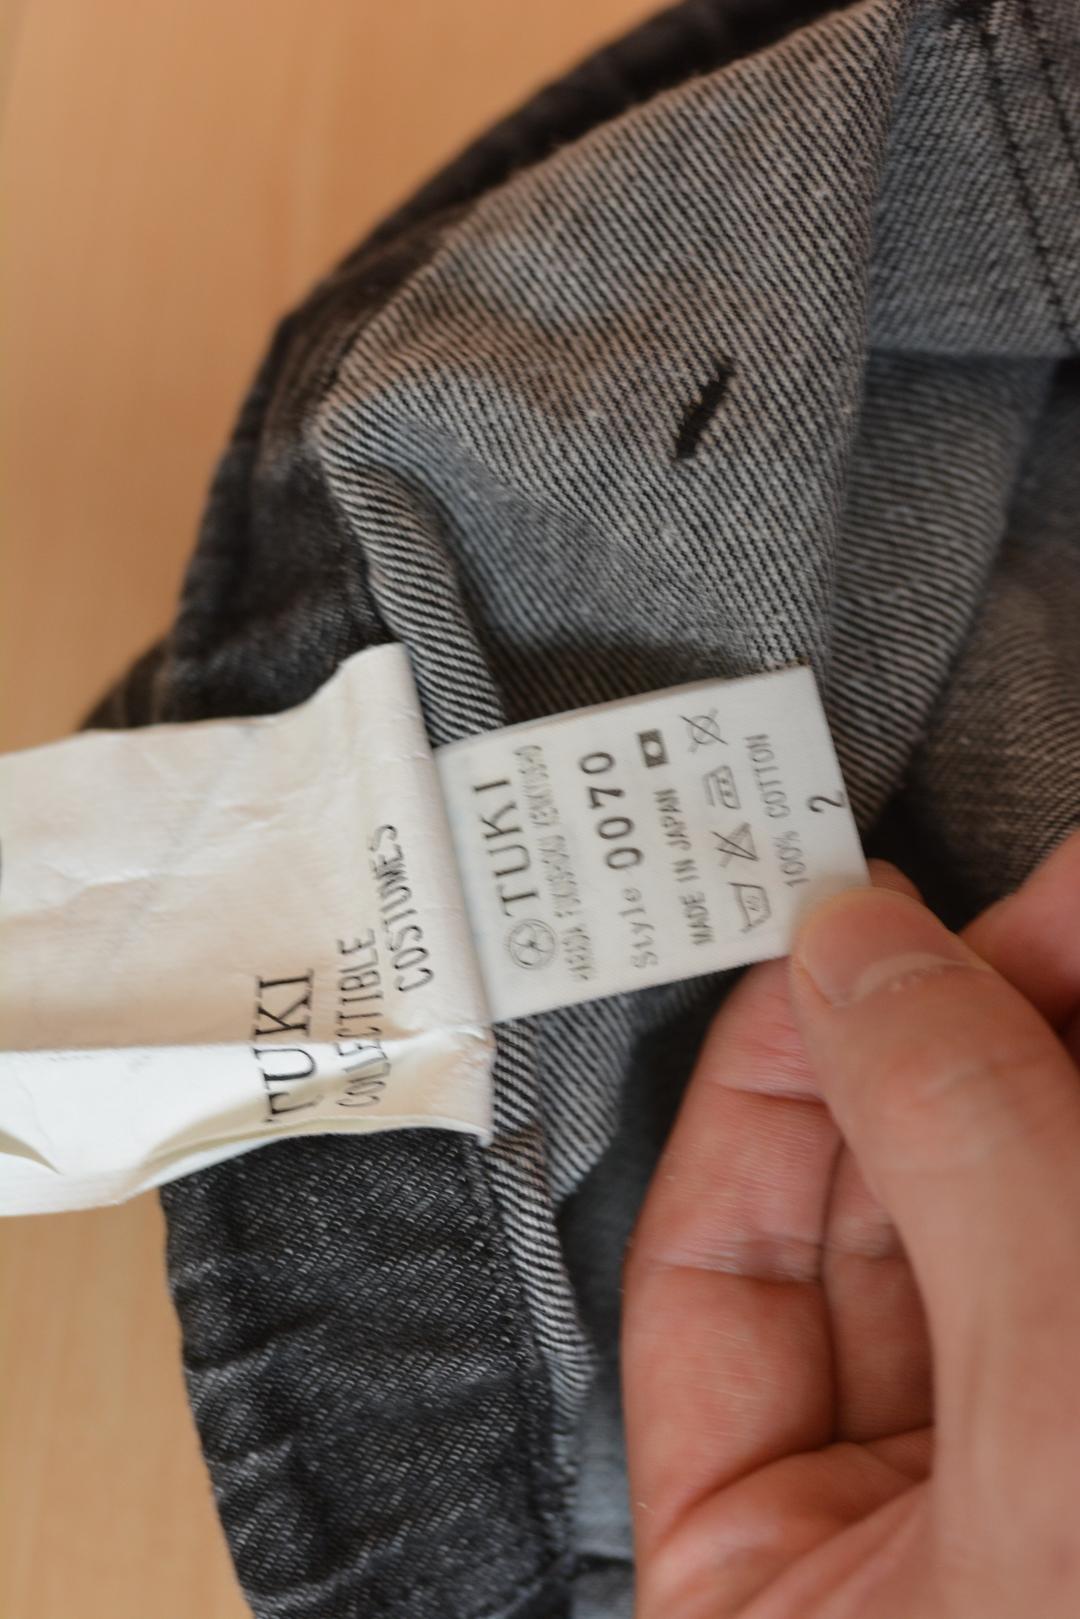 TUKI
COLLECTIBLE
COSTUMES
TUKI
Style 0070
MADE IN JAPAN
100% COTTON
2